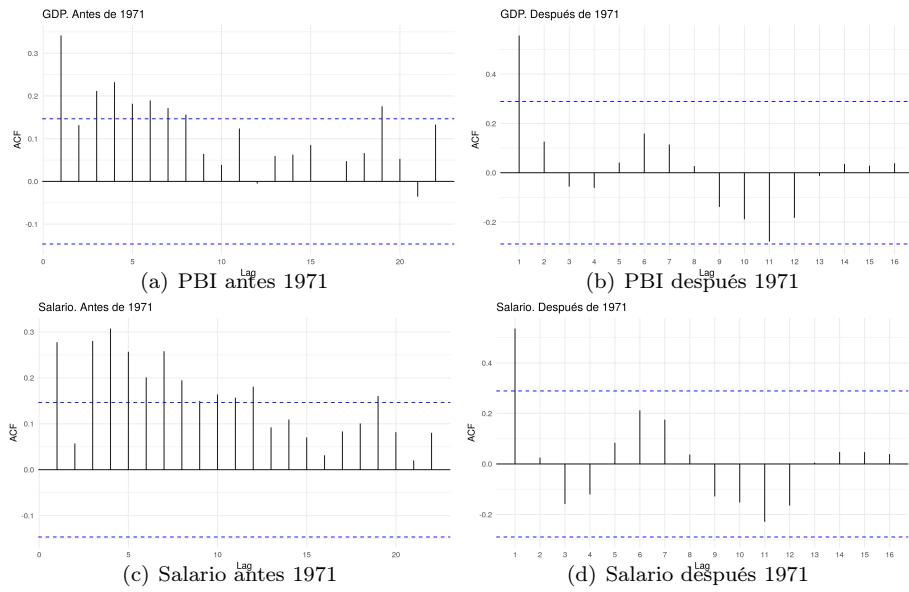 GDP. Antes de 1971
ACF
0.3
0.2
0.1
0.0
-0.1
0 5 10 15 20
Lag
(a) PBI antes 1971
GDP. Después de 1971
ACF
0.4
0.2
0.0
-0.2
1 2 3 4 5 6 7 8 9 10 11 12 13 14 15 16
Lag
(b) PBI después 1971
Salario. Antes de 1971
ACF
0.3
0.2
0.1
0.0
-0.1
0 5 10 15 20
Lag
(c) Salario antes 1971
Salario. Después de 1971
ACF
0.4
0.2
0.0
-0.2
1 2 3 4 5 6 7 8 9 10 11 12 13 14 15 16
Lag
(d) Salario después 1971